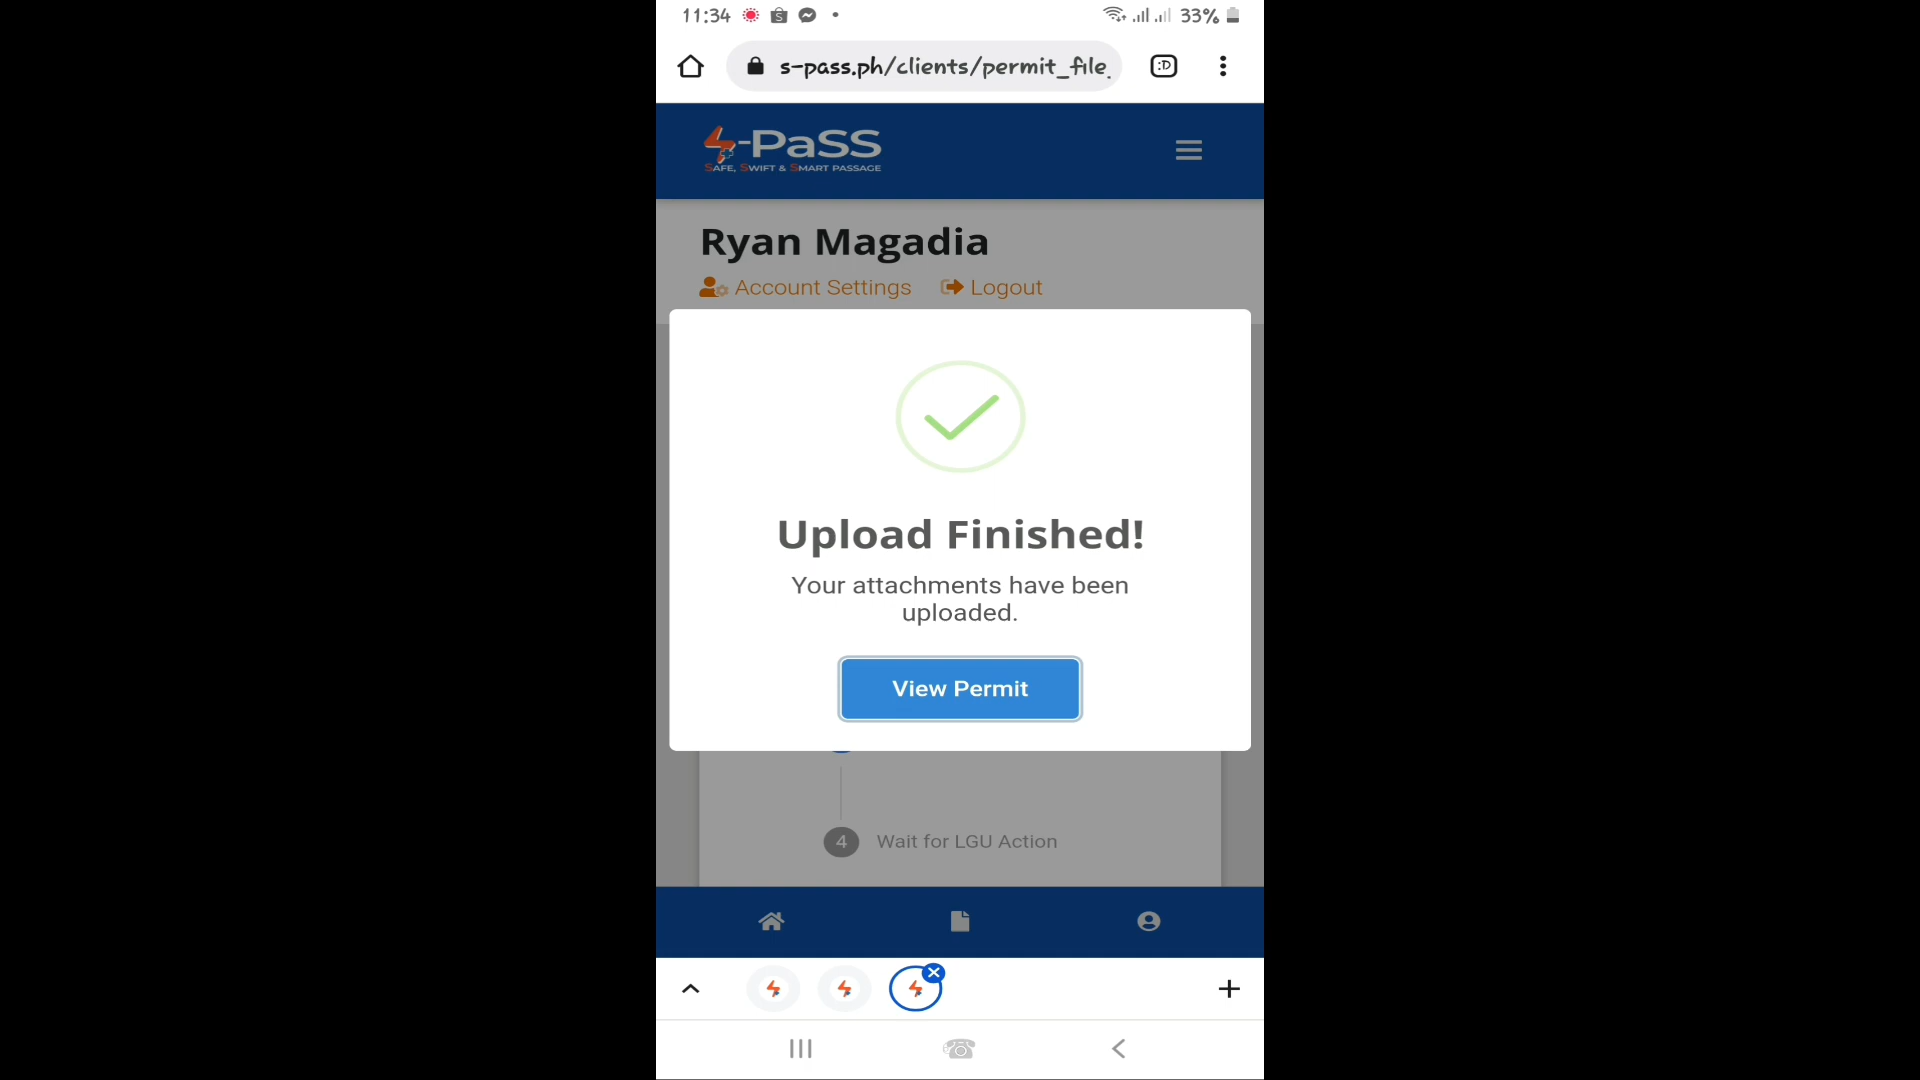 11:34
33%
s-pass.ph/clients/permit_file_
:D
S-PaSS
SAFE, SWIFT & SMART PASSAGE
Ryan Magadia
Account Settings Logout
Upload Finished!
Your attachments have been
uploaded.
View Permit
4 Wait for LGU Action